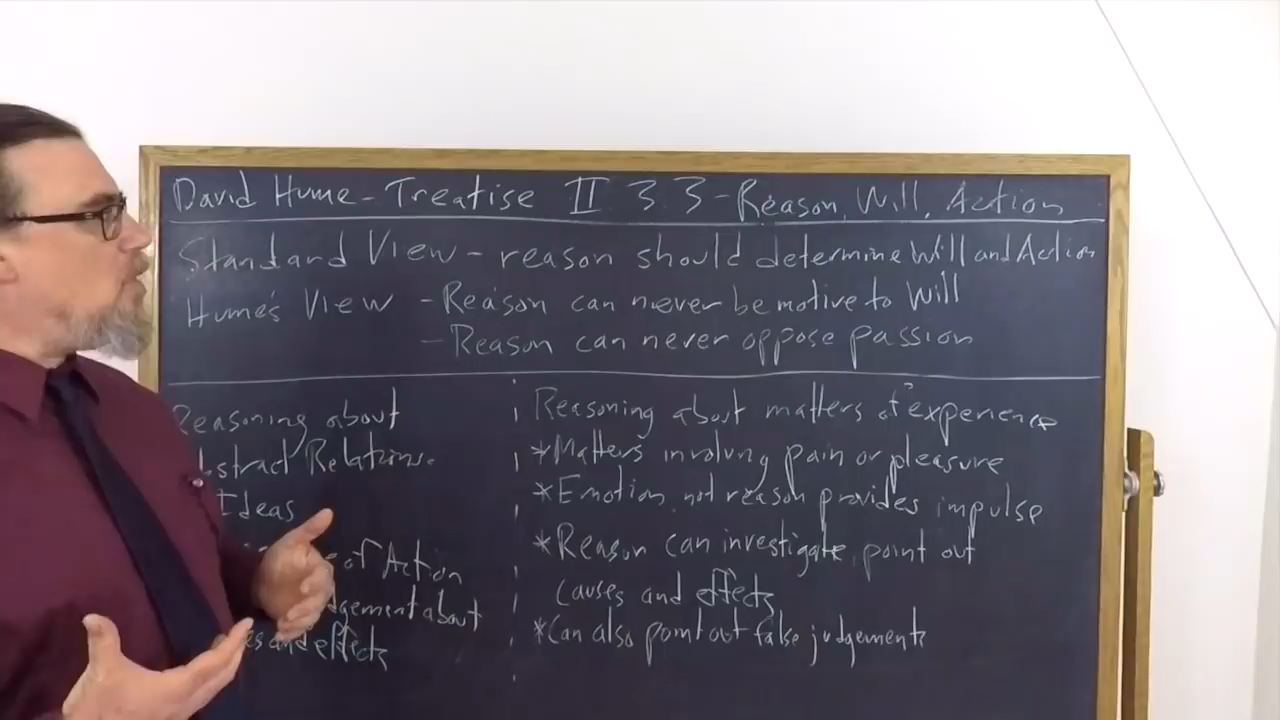 David Hume - Treatise II 3 3 - Reason, Will, Action
Standard View - reason should determine Will and Action
Hume's View - Reason can never be motive to Will
- Reason can never oppose passion
Reasoning about
Relations
Ideas
of Action
about
and effects
Reasoning about matters of experience
*Matters involving pain or pleasure
*Emotion, not reason provides impulse
*Reason can investigate, point out
causes and effects
*Can also point out false judgements